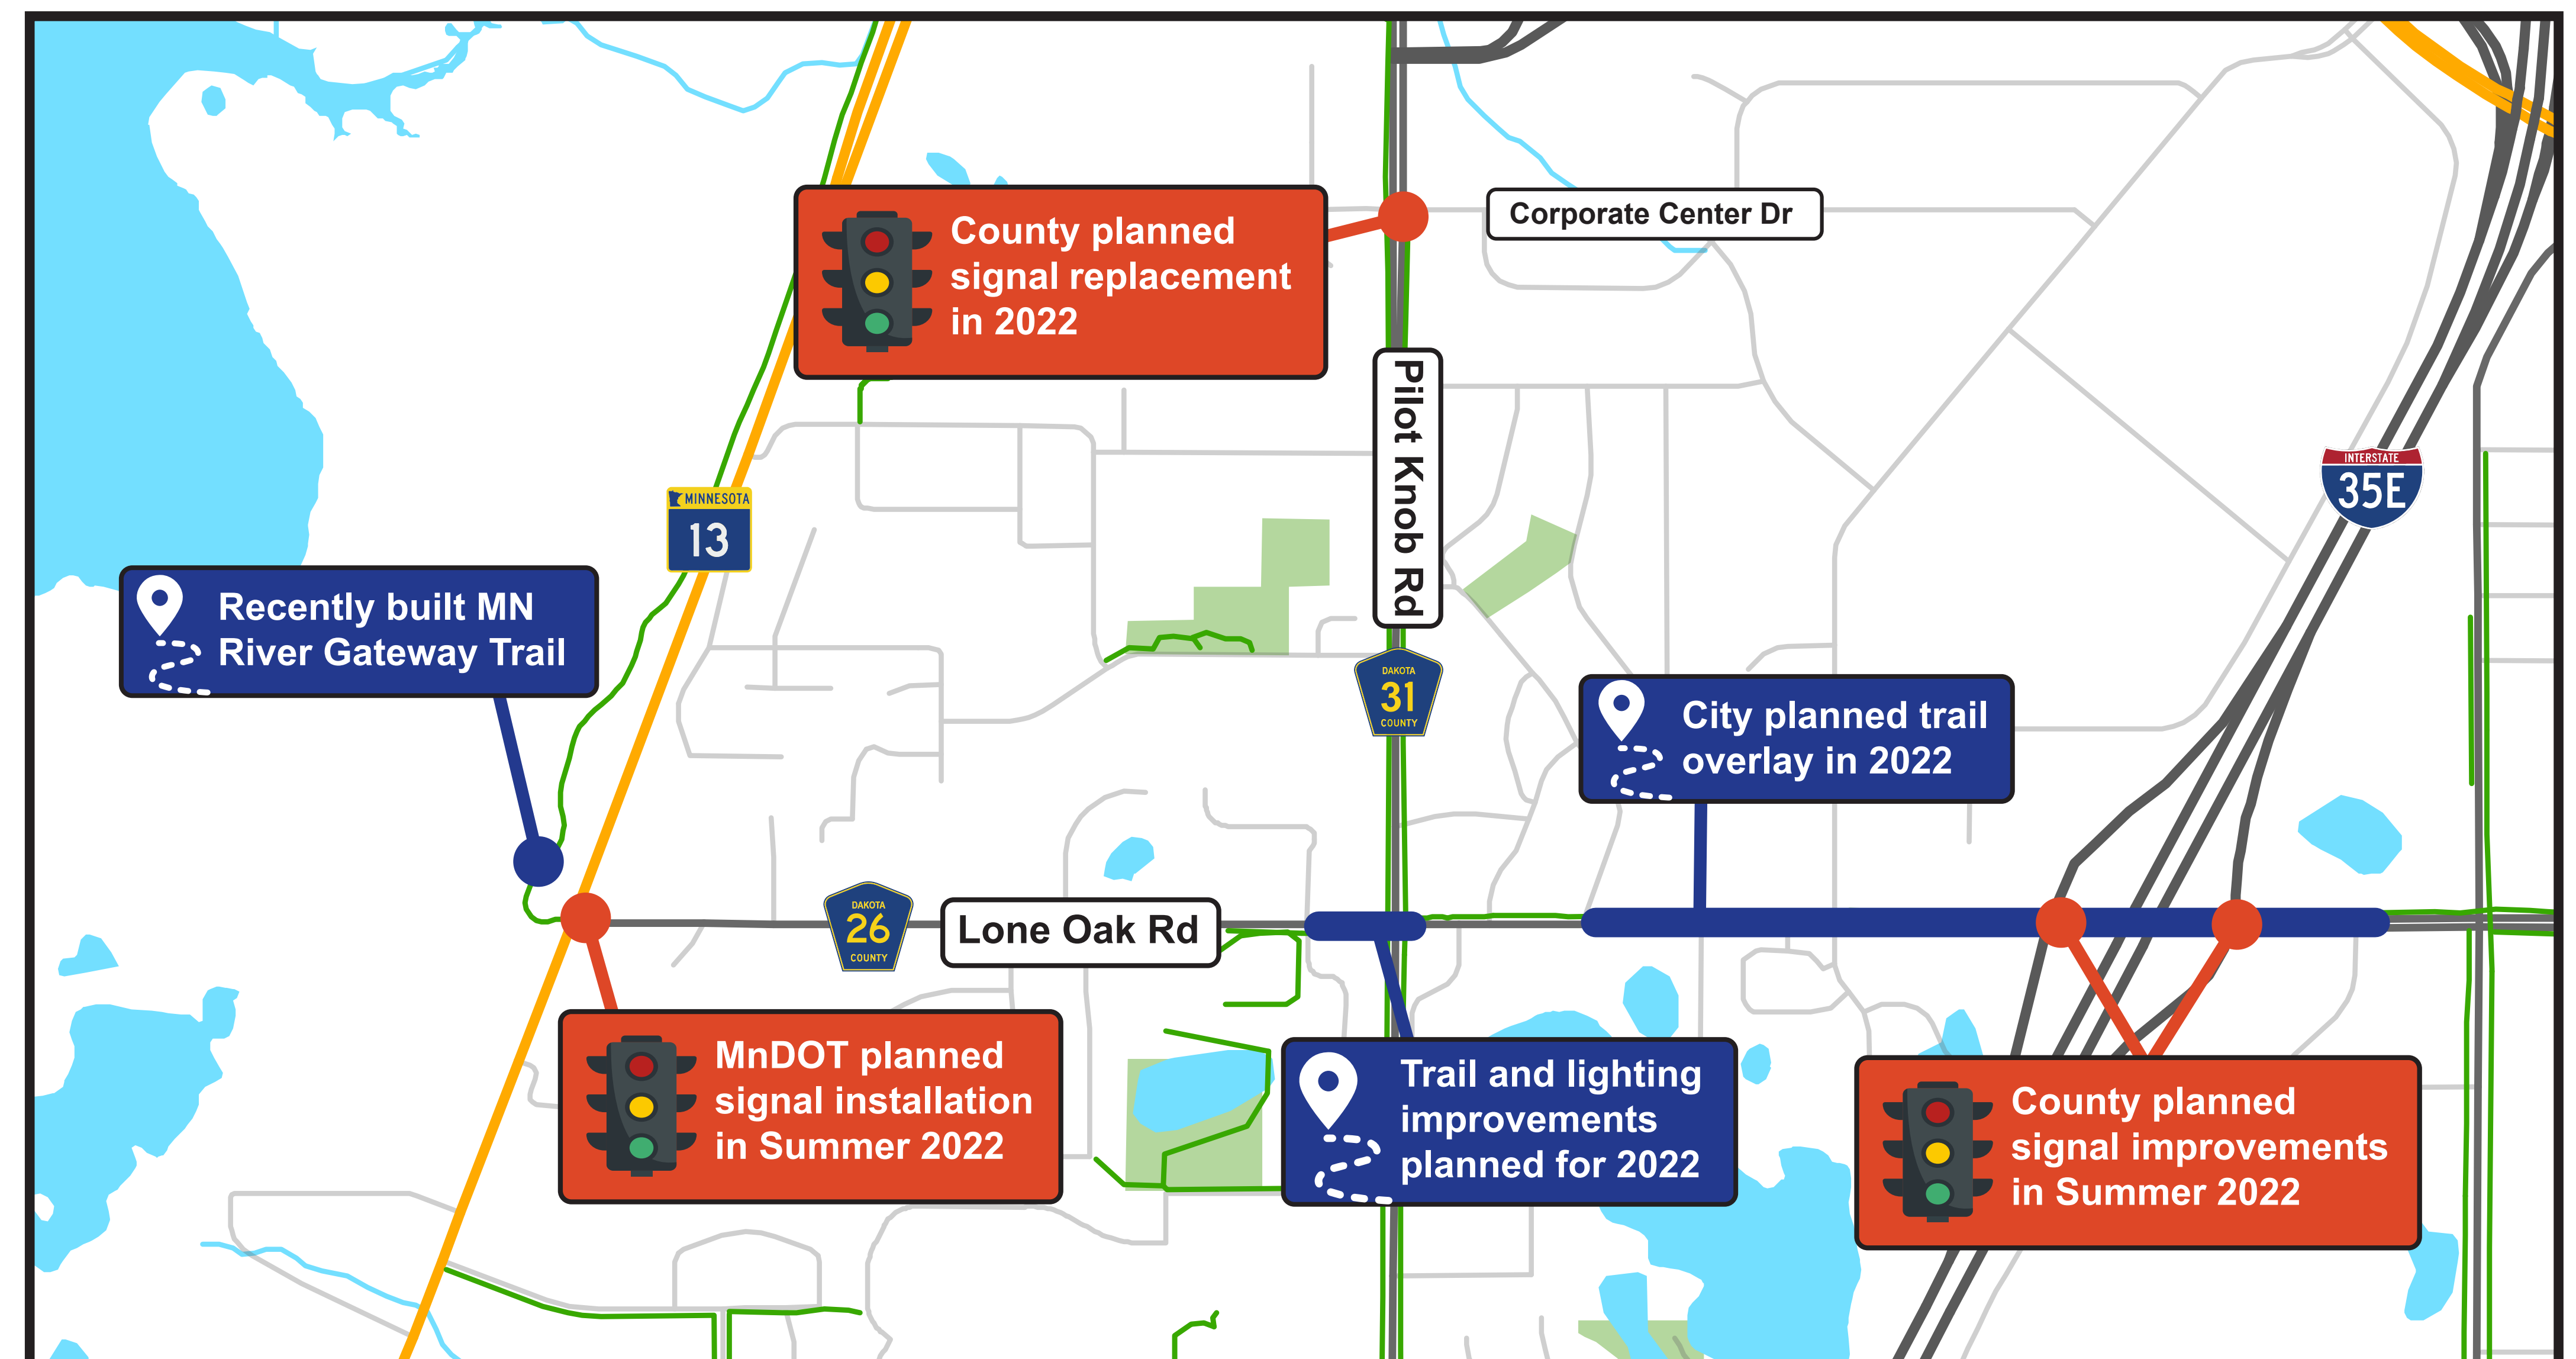 County planned
signal replacement
in 2022
Corporate Center Dr
Pilot Knob Rd
INTERSTATE
35E
MINNESOTA
13
Recently built MN
River Gateway Trail
DAKOTA
31
COUNTY
City planned trail
overlay in 2022
DAKOTA
26
COUNTY
Lone Oak Rd
MnDOT planned
signal installation
in Summer 2022
Trail and lighting
improvements
planned for 2022
County planned
signal improvements
in Summer 2022